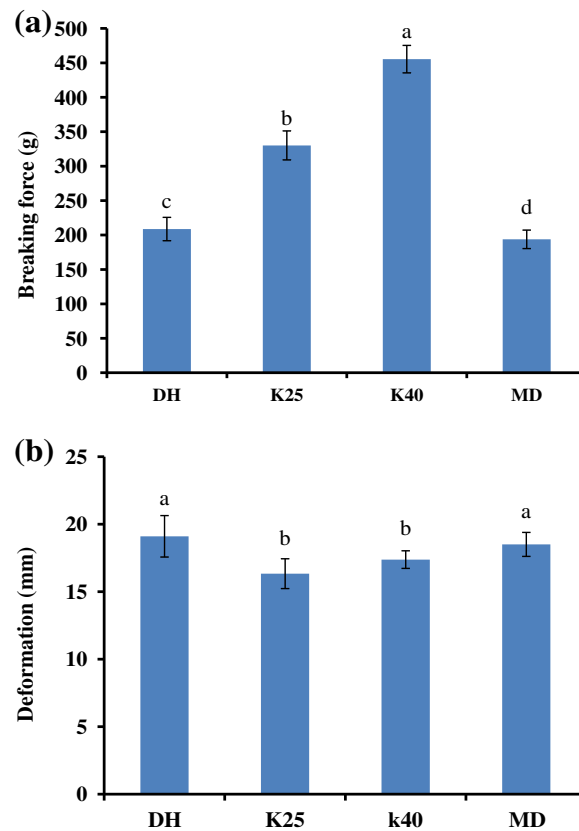 (a)
Breaking force (g)
500
450
400
350
300
250
200
150
100
50
0
c
b
a
d
DH K25 K40 MD
(b)
Deformation (mm)
25
20
15
10
5
0
a
b
b
a
DH K25 k40 MD